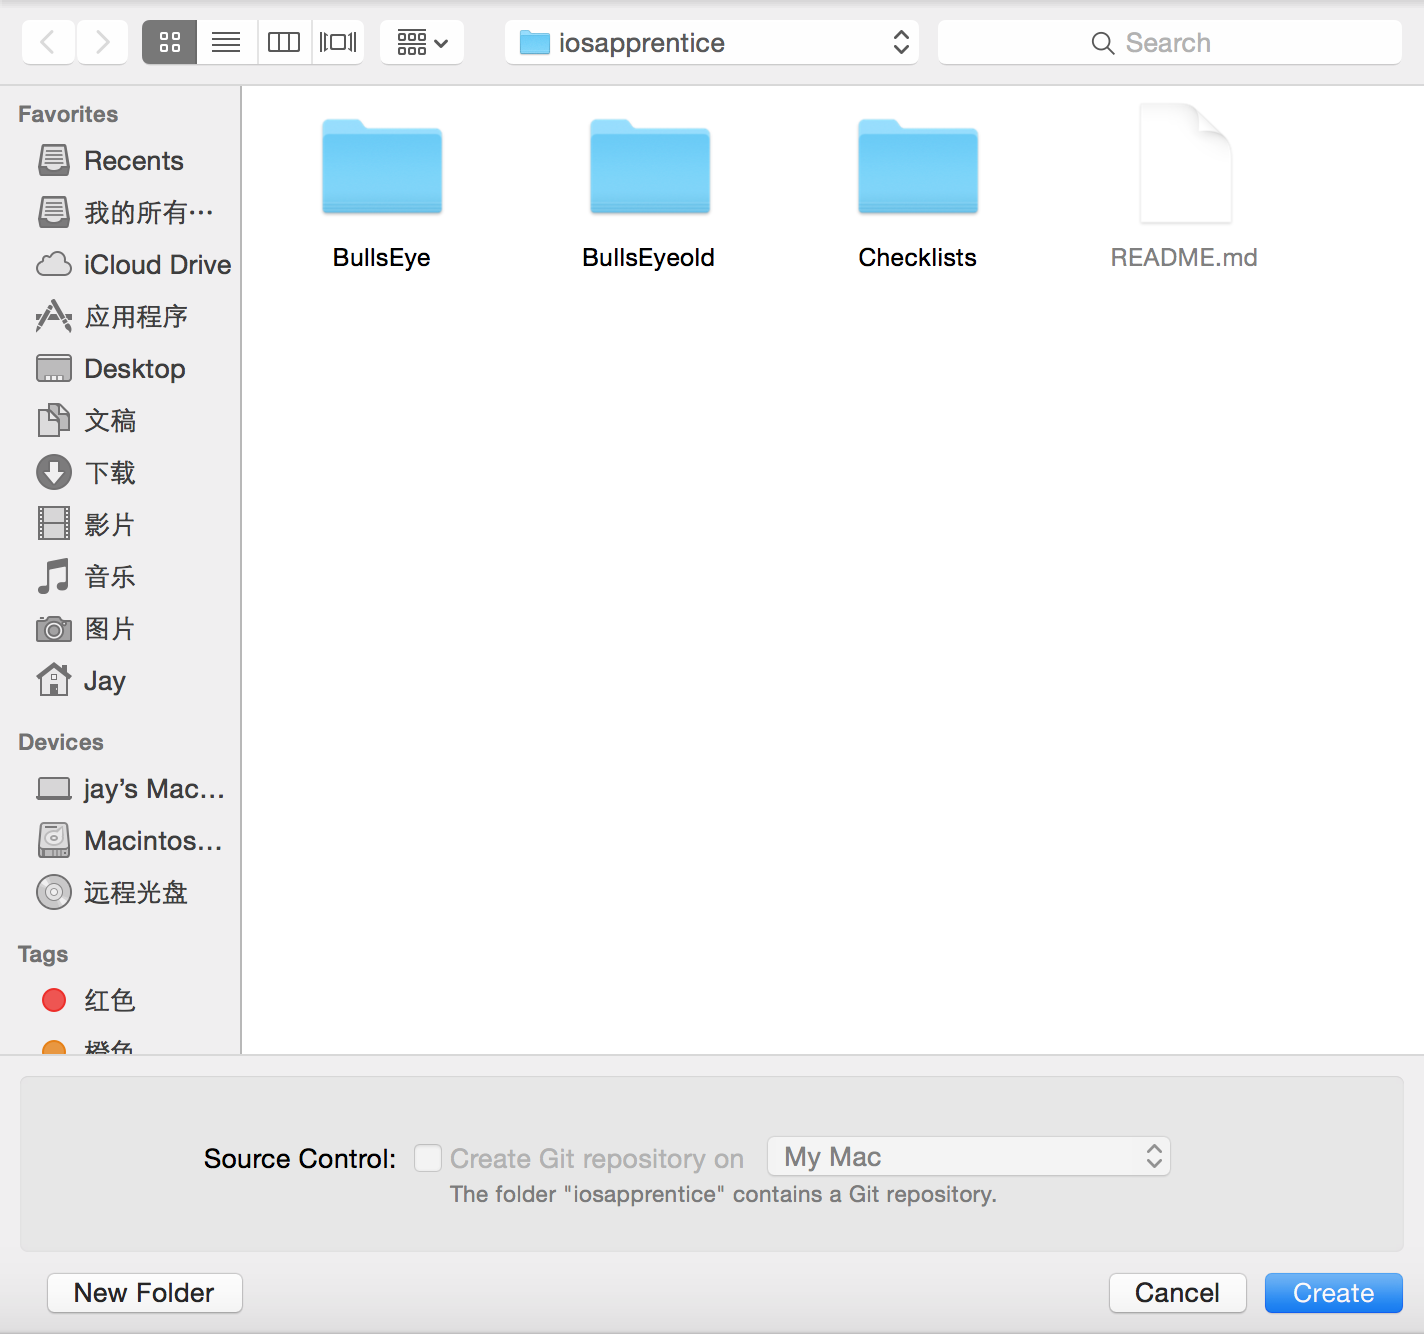 iosapprentice
Search
Favorites
Recents
我的所有…
iCloud Drive
应用程序
Desktop
文稿
下载
影片
音乐
图片
Jay
Devices
jay’s Mac…
Macintos…
远程光盘
Tags
红色
橙色
BullsEye
BullsEyeold
Checklists
README.md
Source Control:
Create Git repository on
My Mac
The folder "iosapprentice" contains a Git repository.
New Folder
Cancel
Create